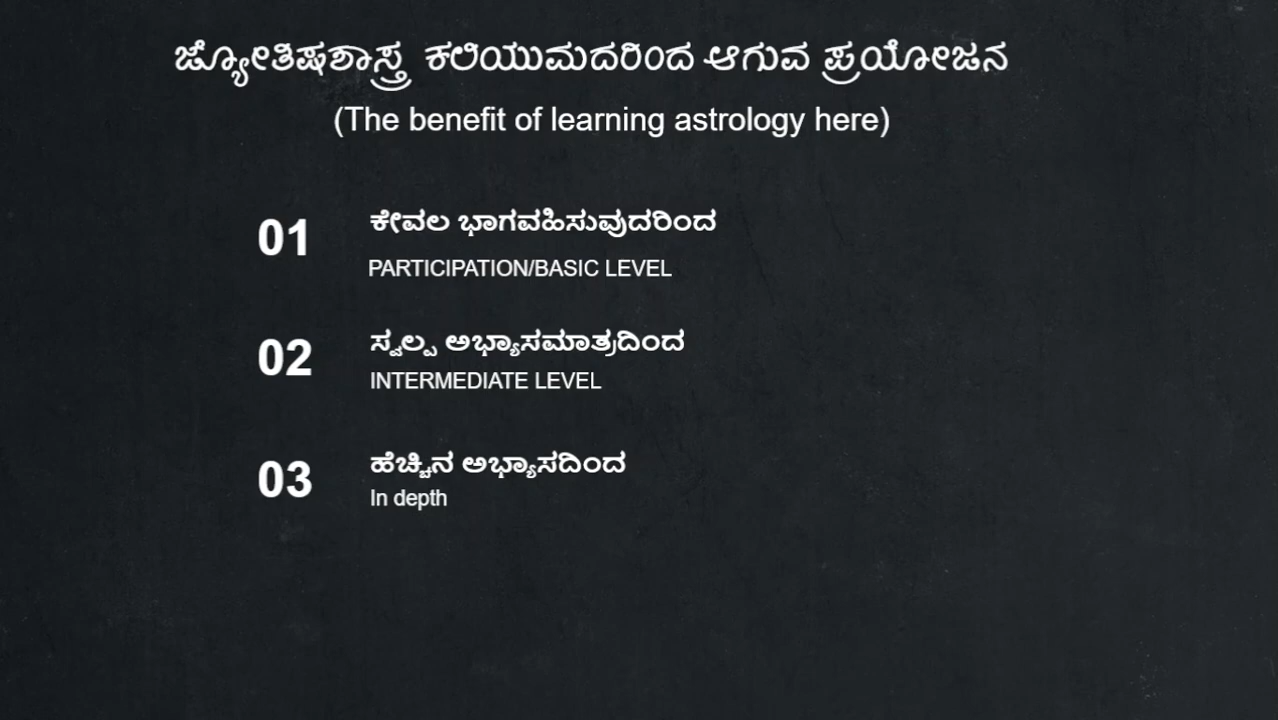 ಜ್ಯೋತಿಷಶಾಸ್ತ್ರ ಕಲಿಯುಮದರಿಂದ ಆಗುವ ಪ್ರಯೋಜನ
(The benefit of learning astrology here)
01
ಕೇವಲ ಭಾಗವಹಿಸುವುದರಿಂದ
PARTICIPATION/BASIC LEVEL
02
ಸ್ವಲ್ಪ ಅಭ್ಯಾಸಮಾತ್ರದಿಂದ
INTERMEDIATE LEVEL
03
ಹೆಚ್ಚಿನ ಅಭ್ಯಾಸದಿಂದ
In depth